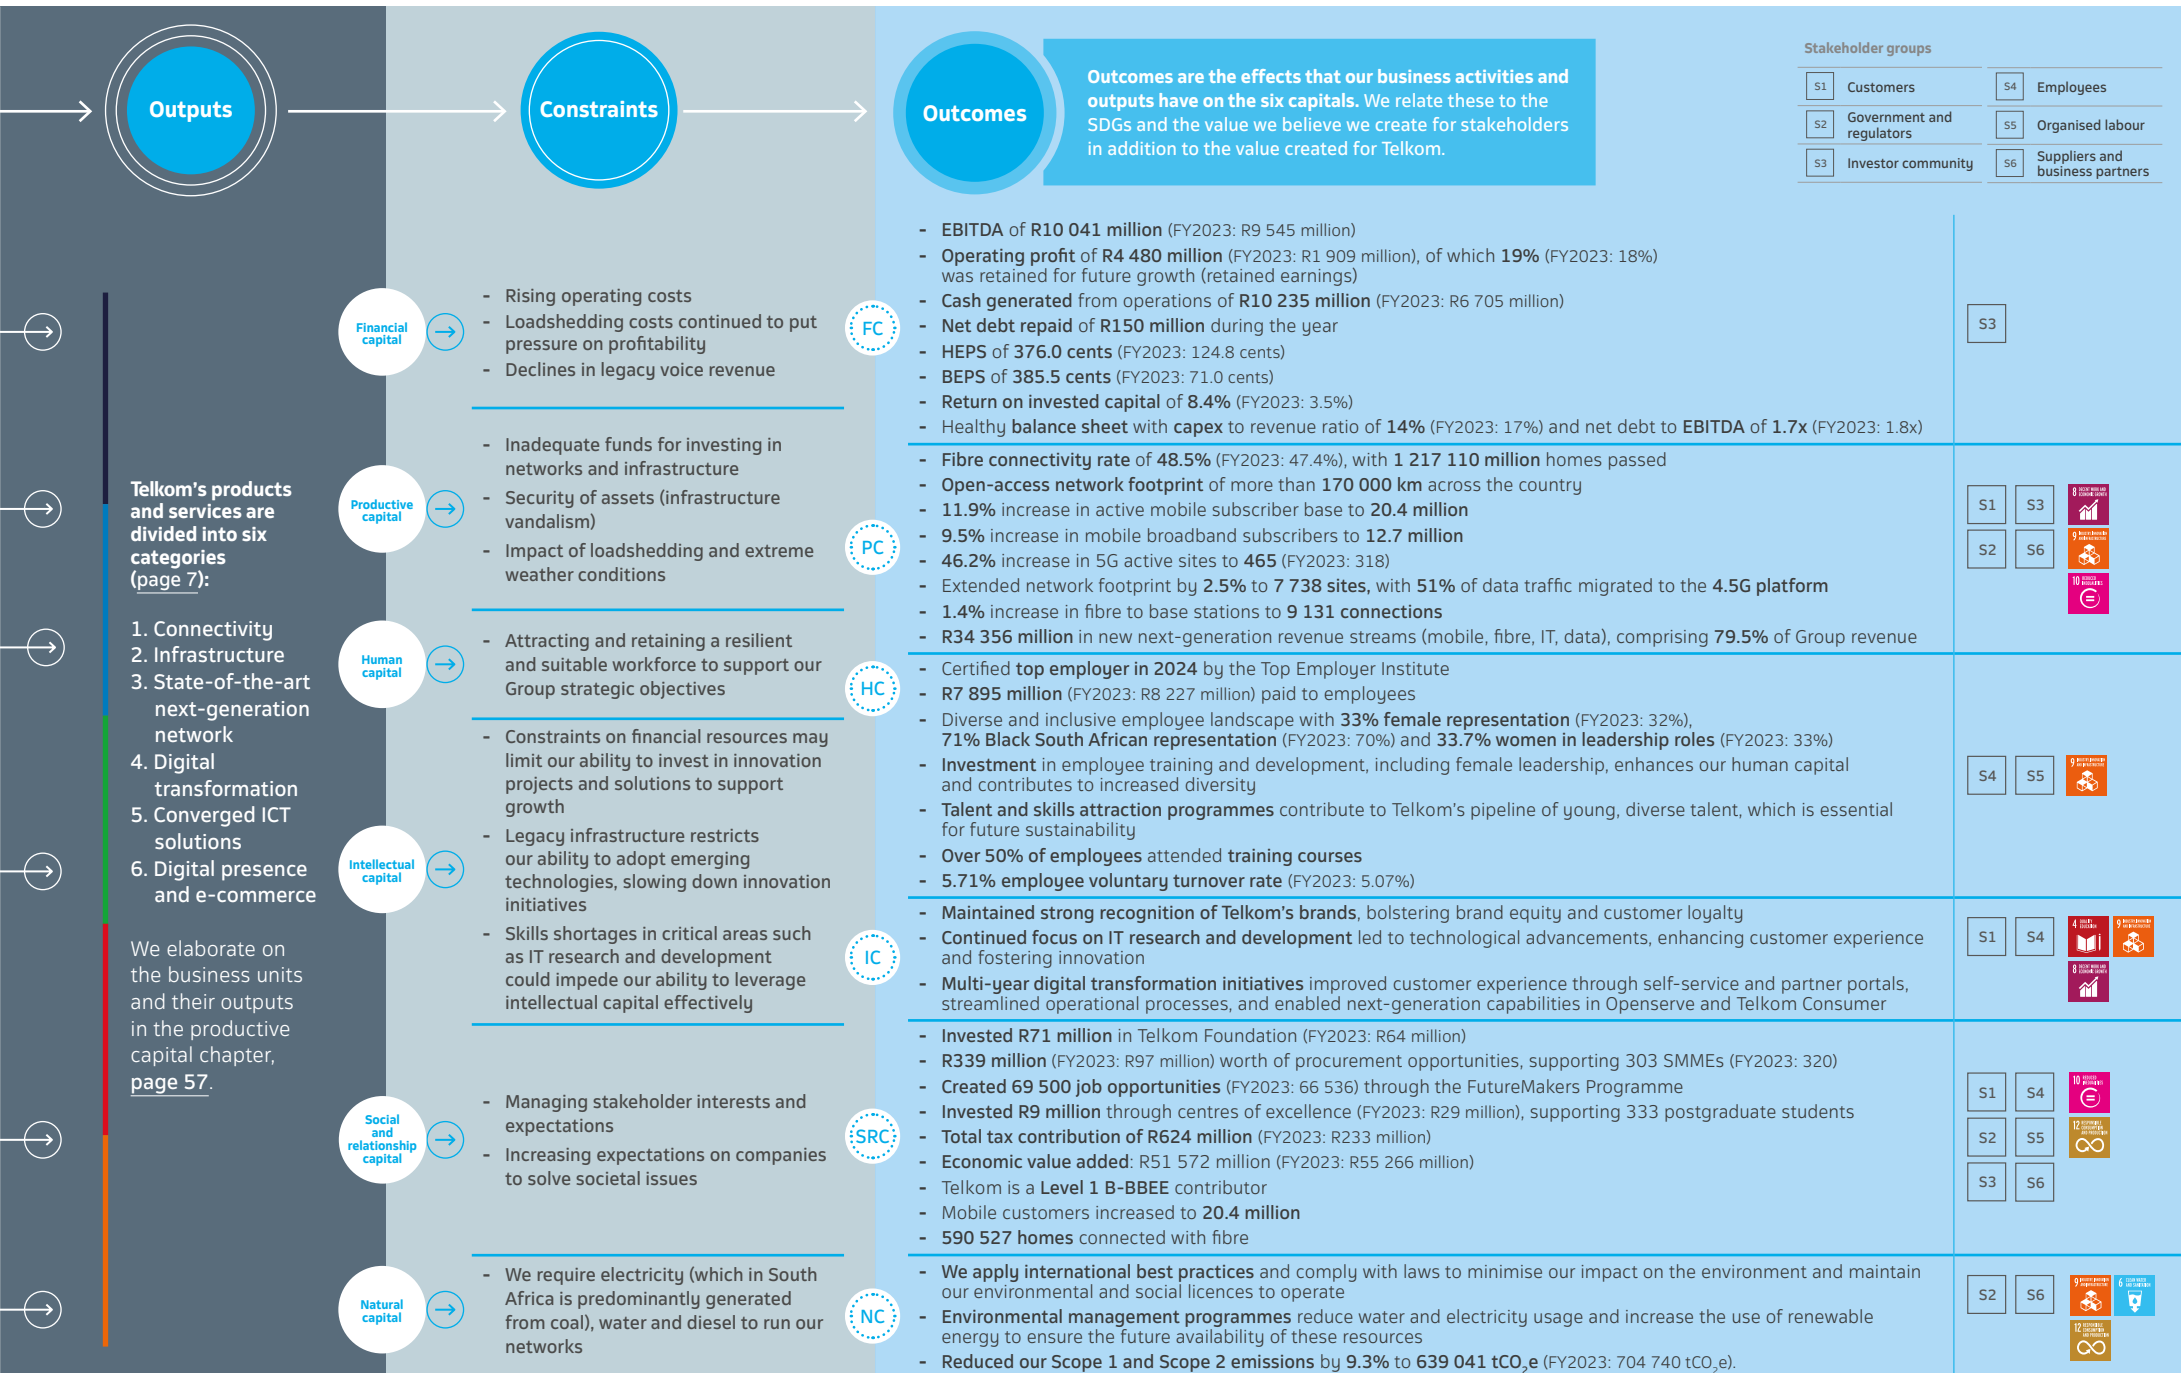 Outputs
Constraints
Outcomes
Outcomes are the effects that our business activities and
outputs have on the six capitals. We relate these to the
SDGs and the value we believe we create for stakeholders
in addition to the value created for Telkom.
Stakeholder groups
S1 Customers
S2 Government and
regulators
S3 Investor community
S4 Employees
S5 Organised labour
S6 Suppliers and
business partners
Telkom's products
and services are
divided into six
categories
(page 7):
1. Connectivity
2. Infrastructure
3. State-of-the-art
next-generation
network
4. Digital
transformation
5. Converged ICT
solutions
6. Digital presence
and e-commerce
We elaborate on
the business units
and their outputs
in the productive
capital chapter,
page 57.
Financial
capital
- Rising operating costs
- Loadshedding costs continued to put
pressure on profitability
- Declines in legacy voice revenue
FC
- EBITDA of R10 041 million (FY2023: R9 545 million)
- Operating profit of R4 480 million (FY2023: R1 909 million), of which 19% (FY2023: 18%)
was retained for future growth (retained earnings)
- Cash generated from operations of R10 235 million (FY2023: R6 705 million)
- Net debt repaid of R150 million during the year
- HEPS of 376.0 cents (FY2023: 124.8 cents)
- BEPS of 385.5 cents (FY2023: 71.0 cents)
- Return on invested capital of 8.4% (FY2023: 3.5%)
- Healthy balance sheet with capex to revenue ratio of 14% (FY2023: 17%) and net debt to EBITDA of 1.7x (FY2023: 1.8x)
S3
Productive
capital
- Inadequate funds for investing in
networks and infrastructure
- Security of assets (infrastructure
vandalism)
- Impact of loadshedding and extreme
weather conditions
PC
- Fibre connectivity rate of 48.5% (FY2023: 47.4%), with 1 217 110 million homes passed
- Open-access network footprint of more than 170 000 km across the country
- 11.9% increase in active mobile subscriber base to 20.4 million
- 9.5% increase in mobile broadband subscribers to 12.7 million
- 46.2% increase in 5G active sites to 465 (FY2023: 318)
- Extended network footprint by 2.5% to 7 738 sites, with 51% of data traffic migrated to the 4.5G platform
- 1.4% increase in fibre to base stations to 9 131 connections
- R34 356 million in new next-generation revenue streams (mobile, fibre, IT, data), comprising 79.5% of Group revenue
S1 S3
S2 S6
8 DECENT WORK AND
ECONOMIC GROWTH
9
10 REDUCED
INEQUALITIES
Human
capital
- Attracting and retaining a resilient
and suitable workforce to support our
Group strategic objectives
HC
- Certified top employer in 2024 by the Top Employer Institute
- R7 895 million (FY2023: R8 227 million) paid to employees
- Diverse and inclusive employee landscape with 33% female representation (FY2023: 32%),
71% Black South African representation (FY2023: 70%) and 33.7% women in leadership roles (FY2023: 33%)
- Investment in employee training and development, including female leadership, enhances our human capital
and contributes to increased diversity
- Talent and skills attraction programmes contribute to Telkom's pipeline of young, diverse talent, which is essential
for future sustainability
- Over 50% of employees attended training courses
- 5.71% employee voluntary turnover rate (FY2023: 5.07%)
S4 S5
9
Intellectual
capital
- Constraints on financial resources may
limit our ability to invest in innovation
projects and solutions to support
growth
- Legacy infrastructure restricts
our ability to adopt emerging
technologies, slowing down innovation
initiatives
- Skills shortages in critical areas such
as IT research and development
could impede our ability to leverage
intellectual capital effectively
IC
- Maintained strong recognition of Telkom's brands, bolstering brand equity and customer loyalty
- Continued focus on IT research and development led to technological advancements, enhancing customer experience
and fostering innovation
- Multi-year digital transformation initiatives improved customer experience through self-service and partner portals,
streamlined operational processes, and enabled next-generation capabilities in Openserve and Telkom Consumer
S1 S4
4 QUALITY
EDUCATION
9
8 DECENT WORK AND
ECONOMIC GROWTH
Social
and
relationship
capital
- Managing stakeholder interests and
expectations
- Increasing expectations on companies
to solve societal issues
SRC
- Invested R71 million in Telkom Foundation (FY2023: R64 million)
- R339 million (FY2023: R97 million) worth of procurement opportunities, supporting 303 SMMEs (FY2023: 320)
- Created 69 500 job opportunities (FY2023: 66 536) through the FutureMakers Programme
- Invested R9 million through centres of excellence (FY2023: R29 million), supporting 333 postgraduate students
- Total tax contribution of R624 million (FY2023: R233 million)
- Economic value added: R51 572 million (FY2023: R55 266 million)
- Telkom is a Level 1 B-BBEE contributor
- Mobile customers increased to 20.4 million
- 590 527 homes connected with fibre
S1 S4
S2 S5
S3 S6
10 REDUCED
INEQUALITIES
12 RESPONSIBLE
CONSUMPTION
AND PRODUCTION
Natural
capital
- We require electricity (which in South
Africa is predominantly generated
from coal), water and diesel to run our
networks
NC
- We apply international best practices and comply with laws to minimise our impact on the environment and maintain
our environmental and social licences to operate
- Environmental management programmes reduce water and electricity usage and increase the use of renewable
energy to ensure the future availability of these resources
- Reduced our Scope 1 and Scope 2 emissions by 9.3% to 639 041 tCO₂e (FY2023: 704 740 tCO₂e).
S2 S6
9
6 CLEAN WATER
AND SANITATION
12 RESPONSIBLE
CONSUMPTION
AND PRODUCTION